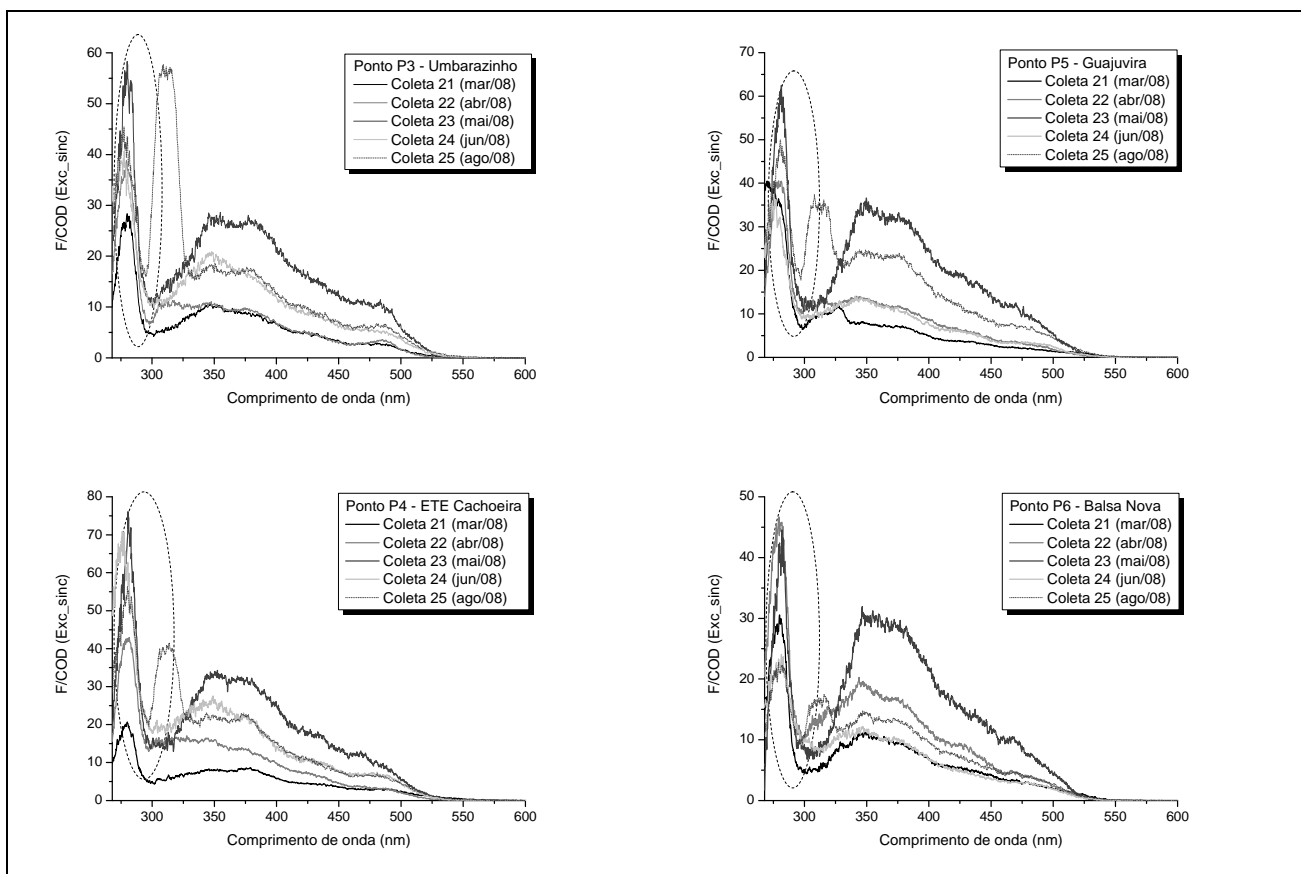 Ponto P3 - Umbarazinho
Coleta 21 (mar/08)
Coleta 22 (abr/08)
Coleta 23 (mai/08)
Coleta 24 (jun/08)
Coleta 25 (ago/08)
F/COD (Exc_sinc)
60
50
40
30
20
10
0
300 350 400 450 500 550 600
Comprimento de onda (nm)
Ponto P5 - Guajuvira
Coleta 21 (mar/08)
Coleta 22 (abr/08)
Coleta 23 (mai/08)
Coleta 24 (jun/08)
Coleta 25 (ago/08)
F/COD (Exc_sinc)
70
60
50
40
30
20
10
0
300 350 400 450 500 550 600
Comprimento de onda (nm)
Ponto P4 - ETE Cachoeira
Coleta 21 (mar/08)
Coleta 22 (abr/08)
Coleta 23 (mai/08)
Coleta 24 (jun/08)
Coleta 25 (ago/08)
F/COD (Exc_sinc)
80
70
60
50
40
30
20
10
0
300 350 400 450 500 550 600
Comprimento de onda (nm)
Ponto P6 - Balsa Nova
Coleta 21 (mar/08)
Coleta 22 (abr/08)
Coleta 23 (mai/08)
Coleta 24 (jun/08)
Coleta 25 (ago/08)
F/COD (Exc_sinc)
50
40
30
20
10
0
300 350 400 450 500 550 600
Comprimento de onda (nm)